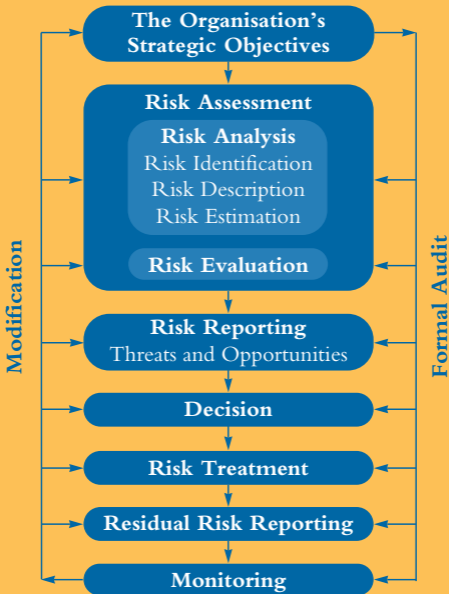 The Organisation's
Strategic Objectives
Risk Assessment
Risk Analysis
Risk Identification
Risk Description
Risk Estimation
Risk Evaluation
Risk Reporting
Threats and Opportunities
Decision
Risk Treatment
Residual Risk Reporting
Monitoring
Modification
Formal Audit